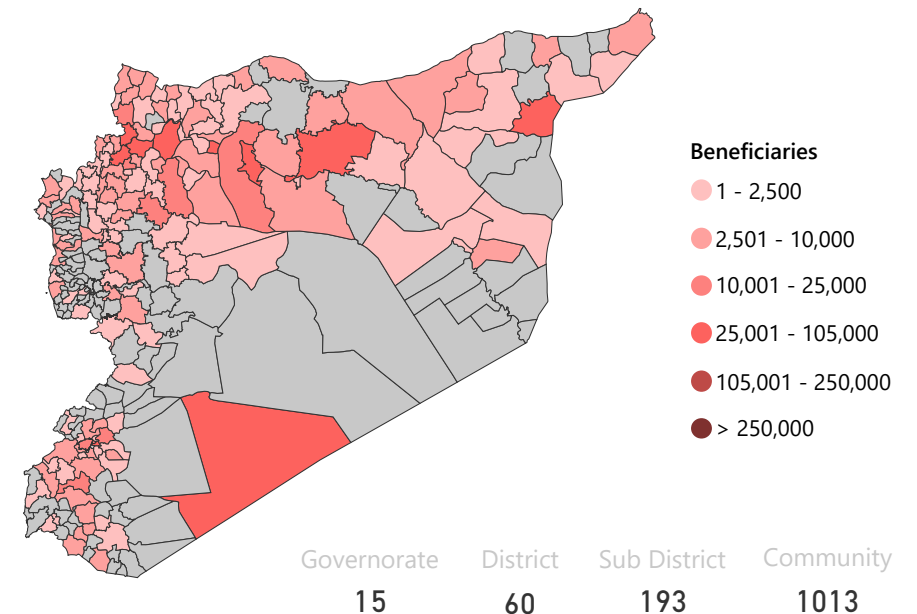 Beneficiaries
1 - 2,500
2,501 - 10,000
10,001 - 25,000
25,001 - 105,000
105,001 - 250,000
> 250,000
Governorate District Sub District Community
15 60 193 1013